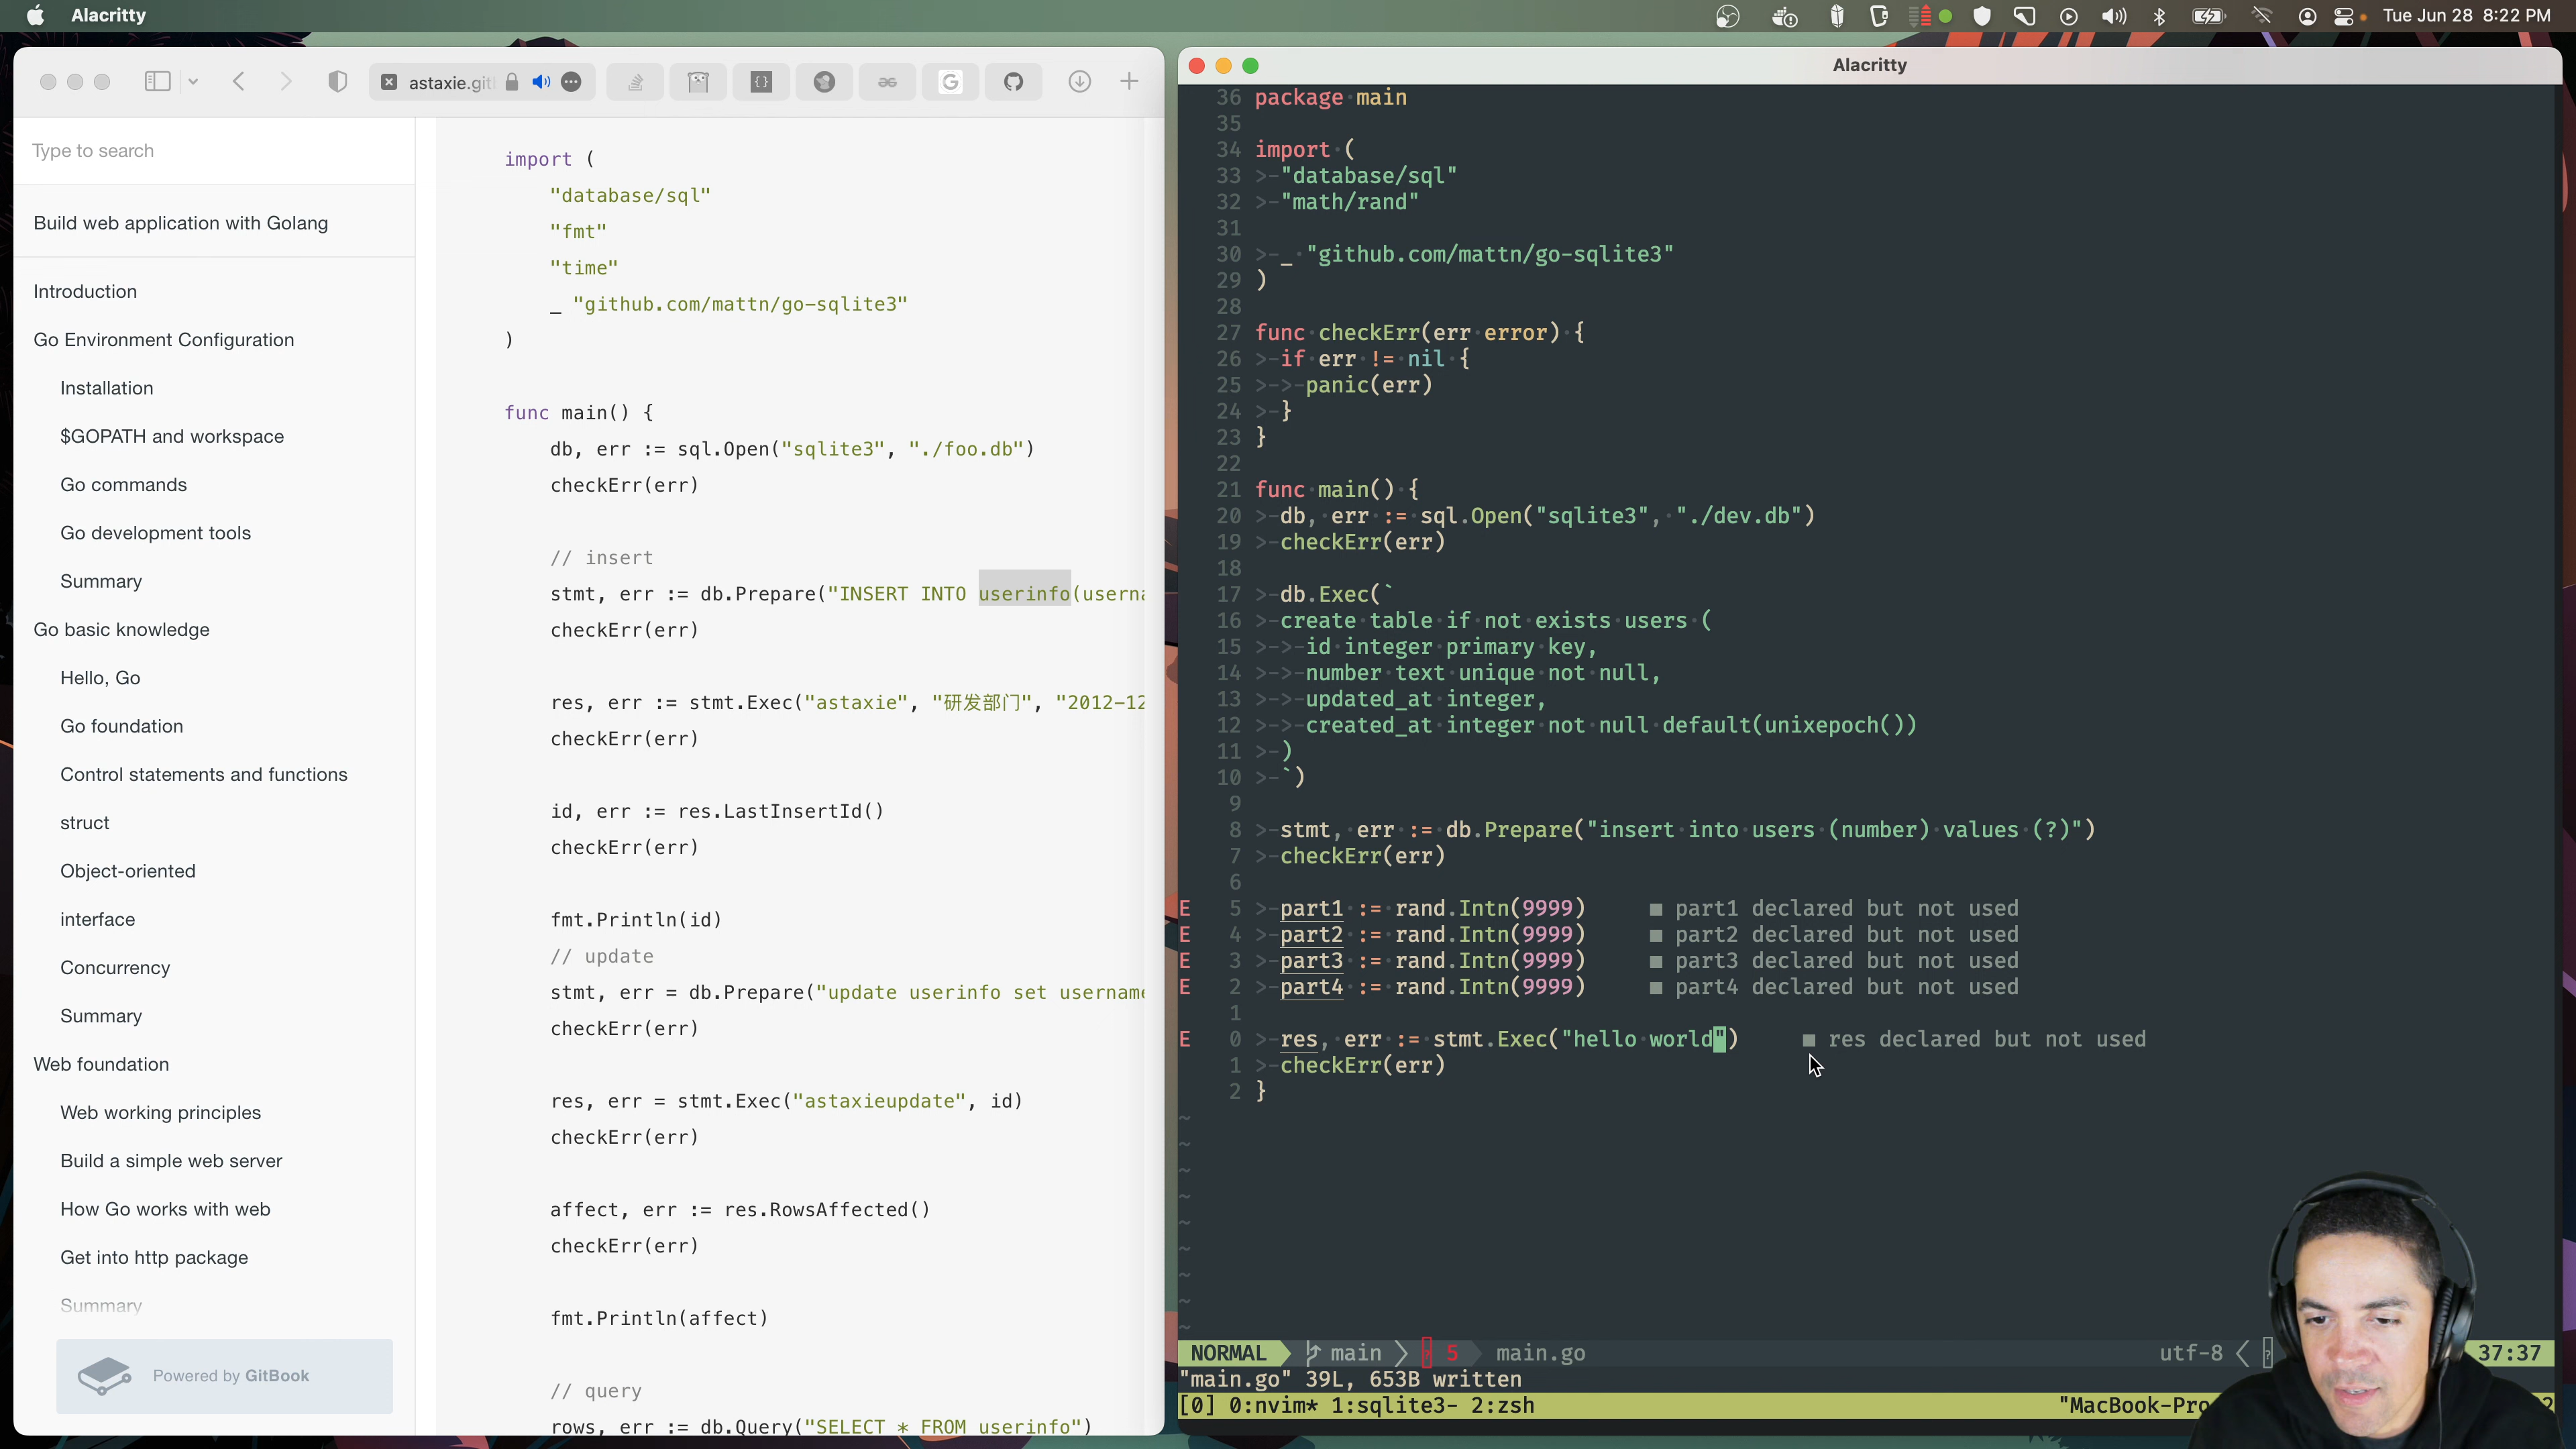 Alacritty
Tue Jun 28 8:22 PM
astaxie.git
Type to search
Build web application with Golang
Introduction
Go Environment Configuration
Installation
$GOPATH and workspace
Go commands
Go development tools
Summary
Go basic knowledge
Hello, Go
Go foundation
Control statements and functions
struct
Object-oriented
interface
Concurrency
Summary
Web foundation
Web working principles
Build a simple web server
How Go works with web
Get into http package
Summary
Powered by GitBook
import (
"database/sql"
"fmt"
"time"
_ "github.com/mattn/go-sqlite3"
)
func main() {
db, err := sql.Open("sqlite3", "./foo.db")
checkErr(err)
// insert
stmt, err := db.Prepare("INSERT INTO userinfo(userna
checkErr(err)
res, err := stmt.Exec("astaxie", "研发部门", "2012-12
checkErr(err)
id, err := res.LastInsertId()
checkErr(err)
fmt.Println(id)
// update
stmt, err = db.Prepare("update userinfo set username
checkErr(err)
res, err = stmt.Exec("astaxieupdate", id)
checkErr(err)
affect, err := res.RowsAffected()
checkErr(err)
fmt.Println(affect)
// query
rows, err := db.Query("SELECT * FROM userinfo")
Alacritty
36 package main
35
34 import (
33 >-"database/sql"
32 >-"math/rand"
31
30 >-_ "github.com/mattn/go-sqlite3"
29 )
28
27 func checkErr(err error) {
26 >-if err != nil {
25 >->-panic(err)
24 >-}
23 }
22
21 func main() {
20 >-db, err := sql.Open("sqlite3", "./dev.db")
19 >-checkErr(err)
18
17 >-db.Exec(`
16 >-create table if not exists users (
15 >->-id integer primary key,
14 >->-number text unique not null,
13 >->-updated_at integer,
12 >->-created_at integer not null default(unixepoch())
11 >-)
10 >-`)
9
8 >-stmt, err := db.Prepare("insert into users (number) values (?)")
7 >-checkErr(err)
6
E 5 >-part1 := rand.Intn(9999) ■ part1 declared but not used
E 4 >-part2 := rand.Intn(9999) ■ part2 declared but not used
E 3 >-part3 := rand.Intn(9999) ■ part3 declared but not used
E 2 >-part4 := rand.Intn(9999) ■ part4 declared but not used
1
E 0 >-res, err := stmt.Exec("hello world") ■ res declared but not used
1 >-checkErr(err)
2 }
~
~
~
~
~
~
~
~
~
NORMAL main 5 main.go utf-8 37:37
"main.go" 39L, 653B written
[0] 0:nvim* 1:sqlite3- 2:zsh "MacBook-Pro